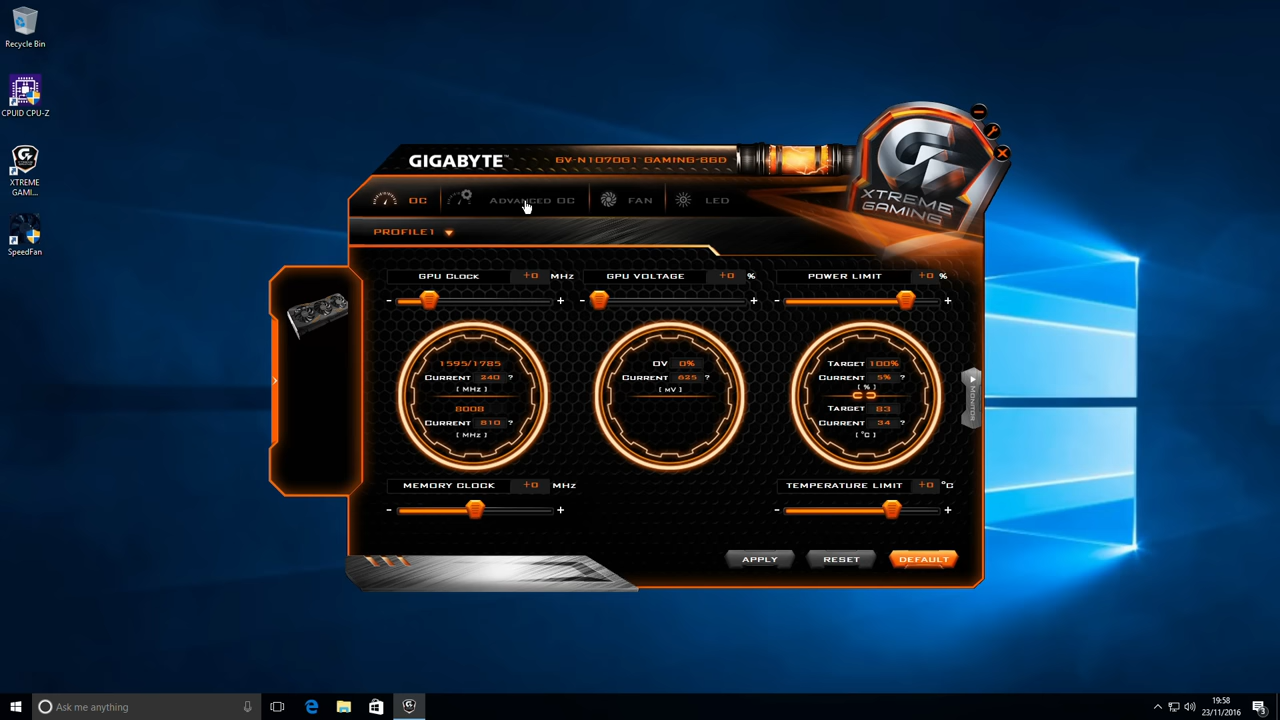 Recycle Bin
CPUID CPU-Z
XTREME
GAMI...
SpeedFan
GIGABYTE™
GV-N1070G1 GAMING-8GD
XTREME
GAMING
OC
ADVANCED OC
FAN
LED
PROFILE1
GPU CLOCK +0 MHZ
GPU VOLTAGE +0 %
POWER LIMIT +0 %
- +
- +
- +
1595/1785
CURRENT 240 ?
[ MHZ ]
8008
CURRENT 810 ?
[ MHZ ]
OV 0%
CURRENT 625 ?
[ MV ]
TARGET 100%
CURRENT 5% ?
[ % ]
TARGET 83
CURRENT 34 ?
[ °C ]
MONITOR
MEMORY CLOCK +0 MHZ
TEMPERATURE LIMIT +0 °C
- +
- +
APPLY
RESET
DEFAULT
Ask me anything
19:58
23/11/2016
3